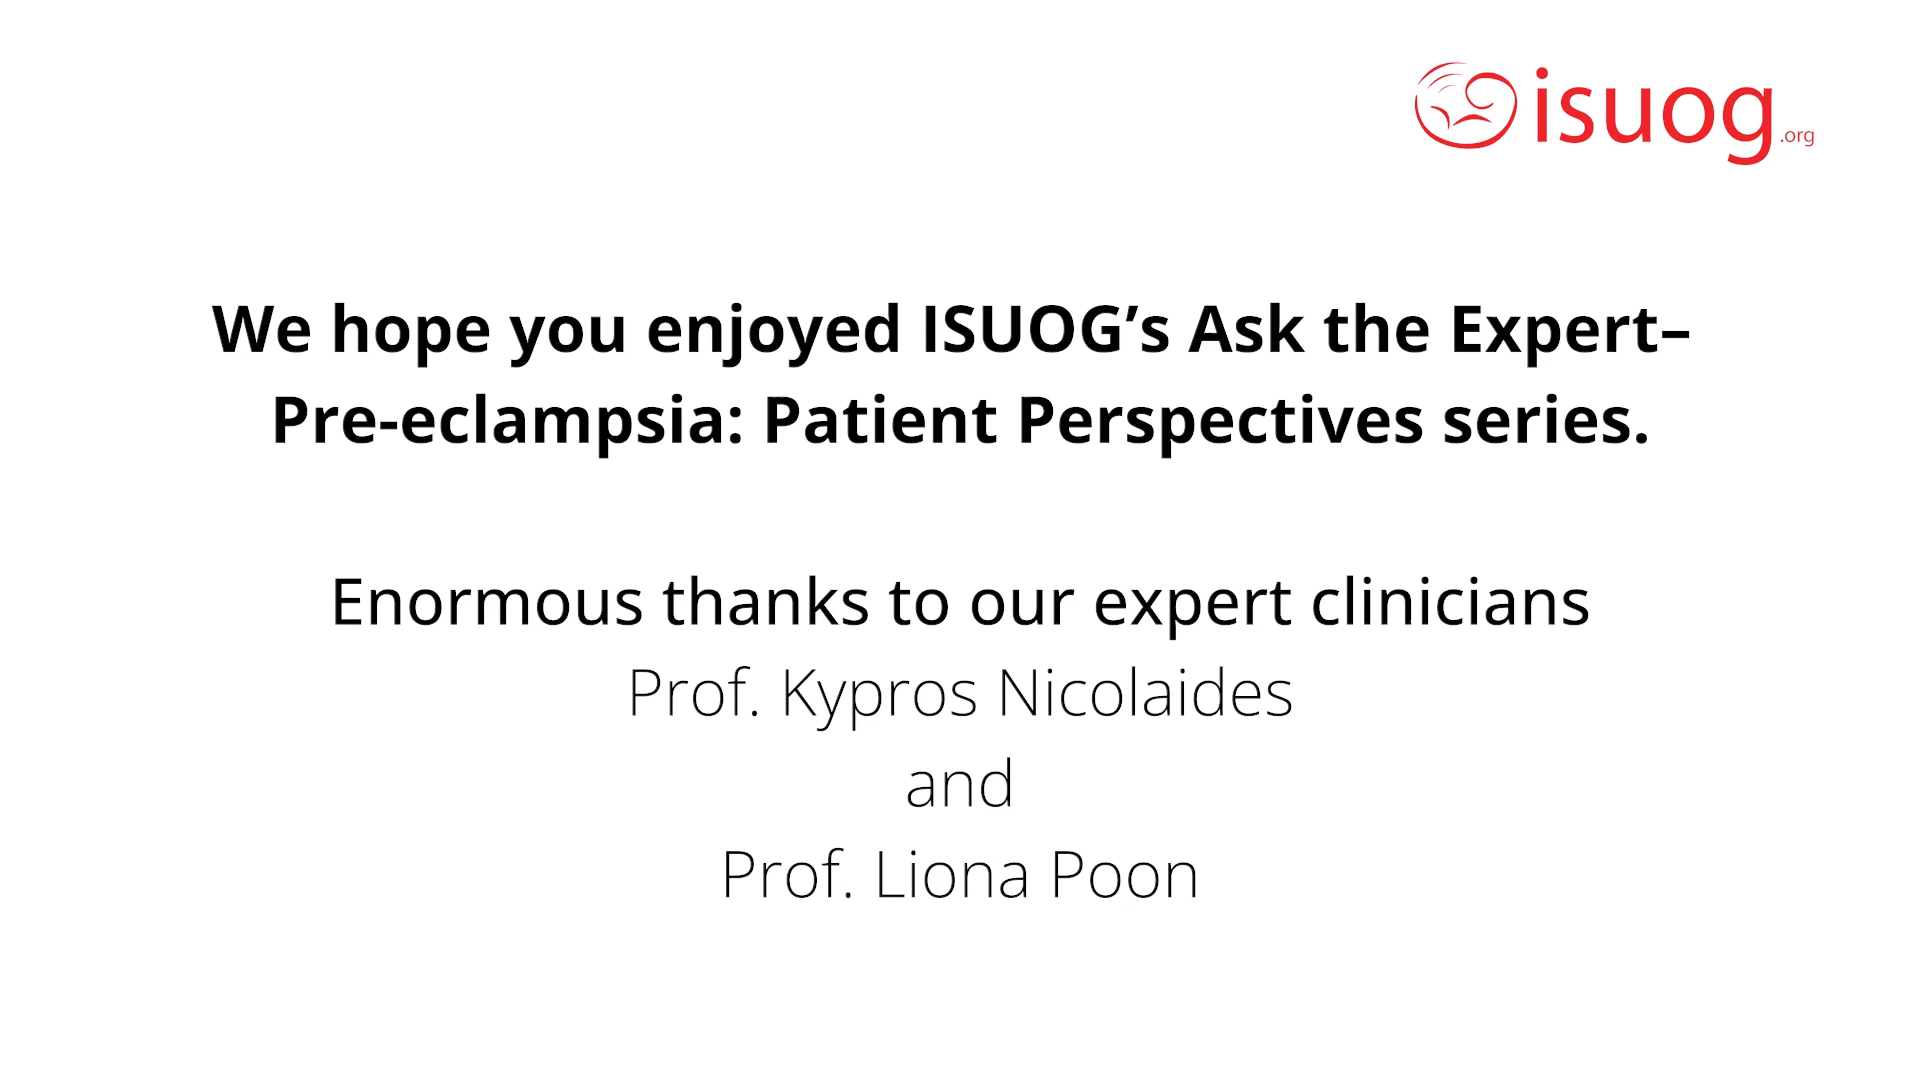 isuog.org
We hope you enjoyed ISUOG’s Ask the Expert–
Pre-eclampsia: Patient Perspectives series.
Enormous thanks to our expert clinicians
Prof. Kypros Nicolaides
and
Prof. Liona Poon